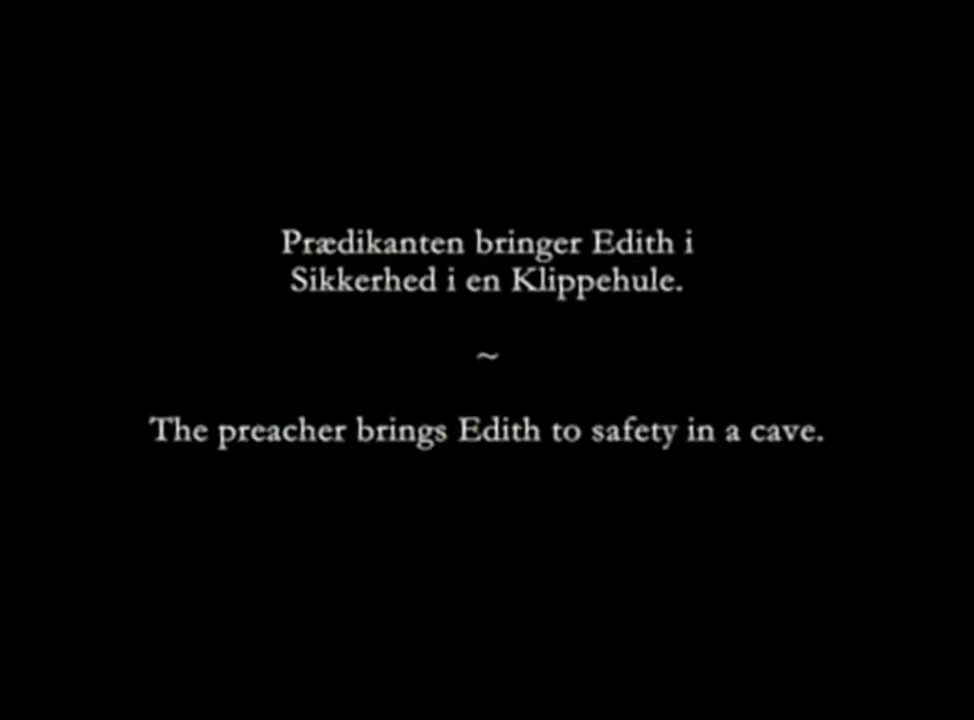 Prædikanten bringer Edith i
Sikkerhed i en Klippehule.
~
The preacher brings Edith to safety in a cave.